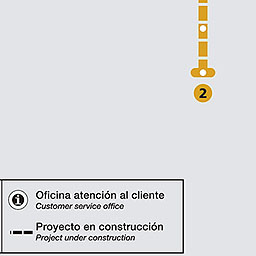 2
i
Oficina atención al cliente
Customer service office
Proyecto en construcción
Project under construction